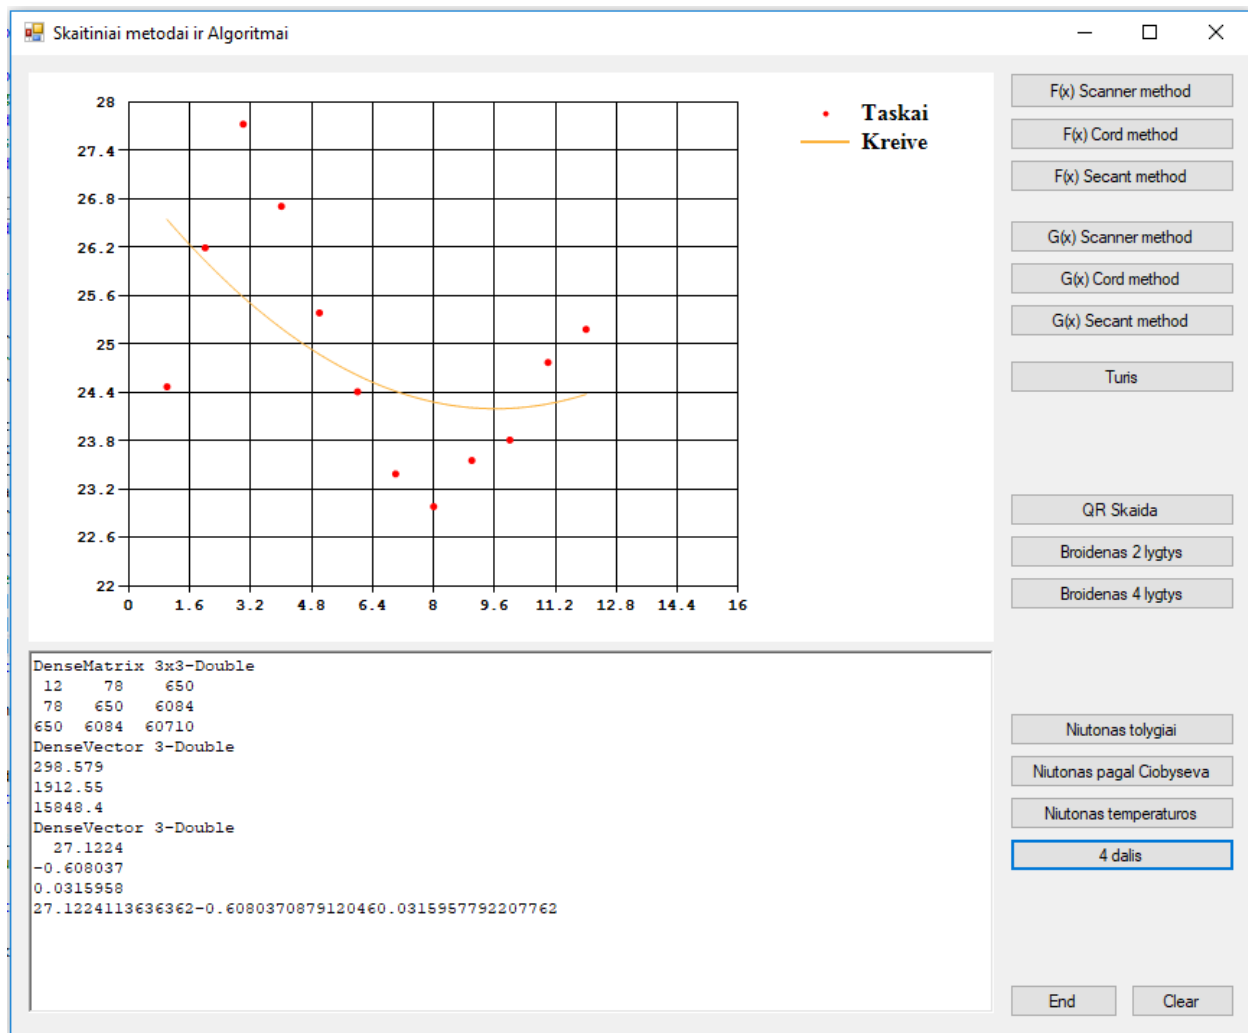 Skaitiniai metodai ir Algoritmai
28
27.4
26.8
26.2
25.6
25
24.4
23.8
23.2
22.6
22
0 1.6 3.2 4.8 6.4 8 9.6 11.2 12.8 14.4 16
Taskai
Kreive
DenseMatrix 3x3-Double
12 78 650
78 650 6084
650 6084 60710
DenseVector 3-Double
298.579
1912.55
15848.4
DenseVector 3-Double
27.1224
-0.608037
0.0315958
27.1224113636362-0.6080370879120460.0315957792207762
F(x) Scanner method
F(x) Cord method
F(x) Secant method
G(x) Scanner method
G(x) Cord method
G(x) Secant method
Turis
QR Skaida
Broidenas 2 lygtys
Broidenas 4 lygtys
Niutonas tolygiai
Niutonas pagal Ciobyseva
Niutonas temperaturos
4 dalis
End Clear